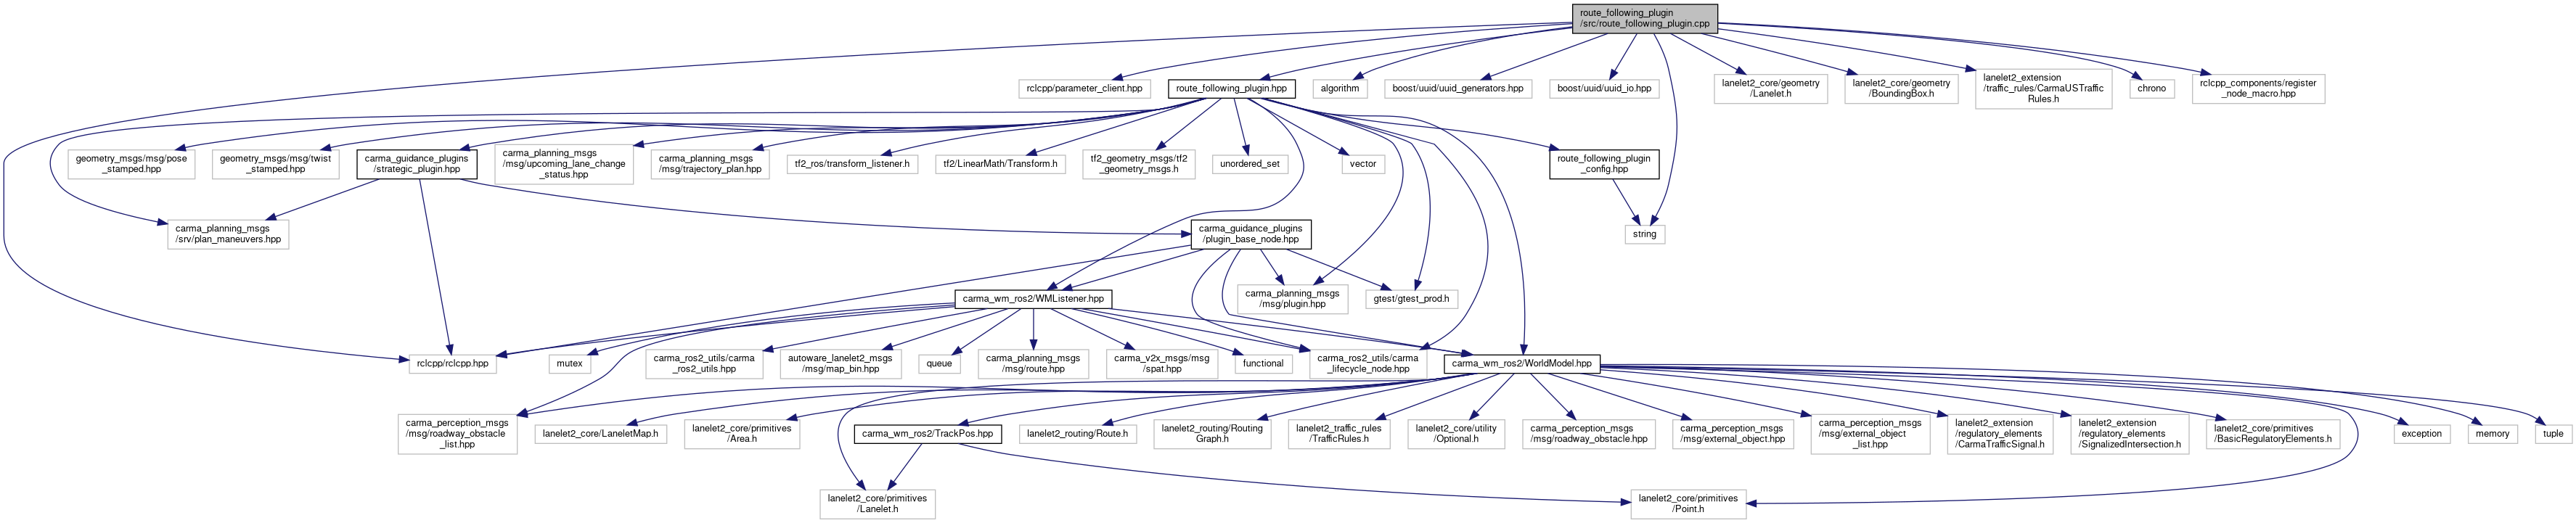 route_following_plugin
/src/route_following_plugin.cpp
rclcpp/parameter_client.hpp
route_following_plugin.hpp
algorithm
boost/uuid/uuid_generators.hpp
boost/uuid/uuid_io.hpp
lanelet2_core/geometry
/Lanelet.h
lanelet2_core/geometry
/BoundingBox.h
lanelet2_extension
/traffic_rules/CarmaUSTraffic
Rules.h
chrono
rclcpp_components/register
_node_macro.hpp
geometry_msgs/msg/pose
_stamped.hpp
geometry_msgs/msg/twist
_stamped.hpp
carma_guidance_plugins
/strategic_plugin.hpp
carma_planning_msgs
/msg/upcoming_lane_change
_status.hpp
carma_planning_msgs
/msg/trajectory_plan.hpp
tf2_ros/transform_listener.h
tf2/LinearMath/Transform.h
tf2_geometry_msgs/tf2
_geometry_msgs.h
unordered_set
vector
route_following_plugin
_config.hpp
carma_planning_msgs
/srv/plan_maneuvers.hpp
carma_guidance_plugins
/plugin_base_node.hpp
string
carma_wm_ros2/WMListener.hpp
carma_planning_msgs
/msg/plugin.hpp
gtest/gtest_prod.h
rclcpp/rclcpp.hpp
mutex
carma_ros2_utils/carma
_ros2_utils.hpp
autoware_lanelet2_msgs
/msg/map_bin.hpp
queue
carma_planning_msgs
/msg/route.hpp
carma_v2x_msgs/msg
/spat.hpp
functional
carma_ros2_utils/carma
_lifecycle_node.hpp
carma_wm_ros2/WorldModel.hpp
carma_perception_msgs
/msg/roadway_obstacle
_list.hpp
lanelet2_core/LaneletMap.h
lanelet2_core/primitives
/Area.h
carma_wm_ros2/TrackPos.hpp
lanelet2_routing/Route.h
lanelet2_routing/Routing
Graph.h
lanelet2_traffic_rules
/TrafficRules.h
lanelet2_core/utility
/Optional.h
carma_perception_msgs
/msg/roadway_obstacle.hpp
carma_perception_msgs
/msg/external_object.hpp
carma_perception_msgs
/msg/external_object
_list.hpp
lanelet2_extension
/regulatory_elements
/CarmaTrafficSignal.h
lanelet2_extension
/regulatory_elements
/SignalizedIntersection.h
lanelet2_core/primitives
/BasicRegulatoryElements.h
exception
memory
tuple
lanelet2_core/primitives
/Lanelet.h
lanelet2_core/primitives
/Point.h